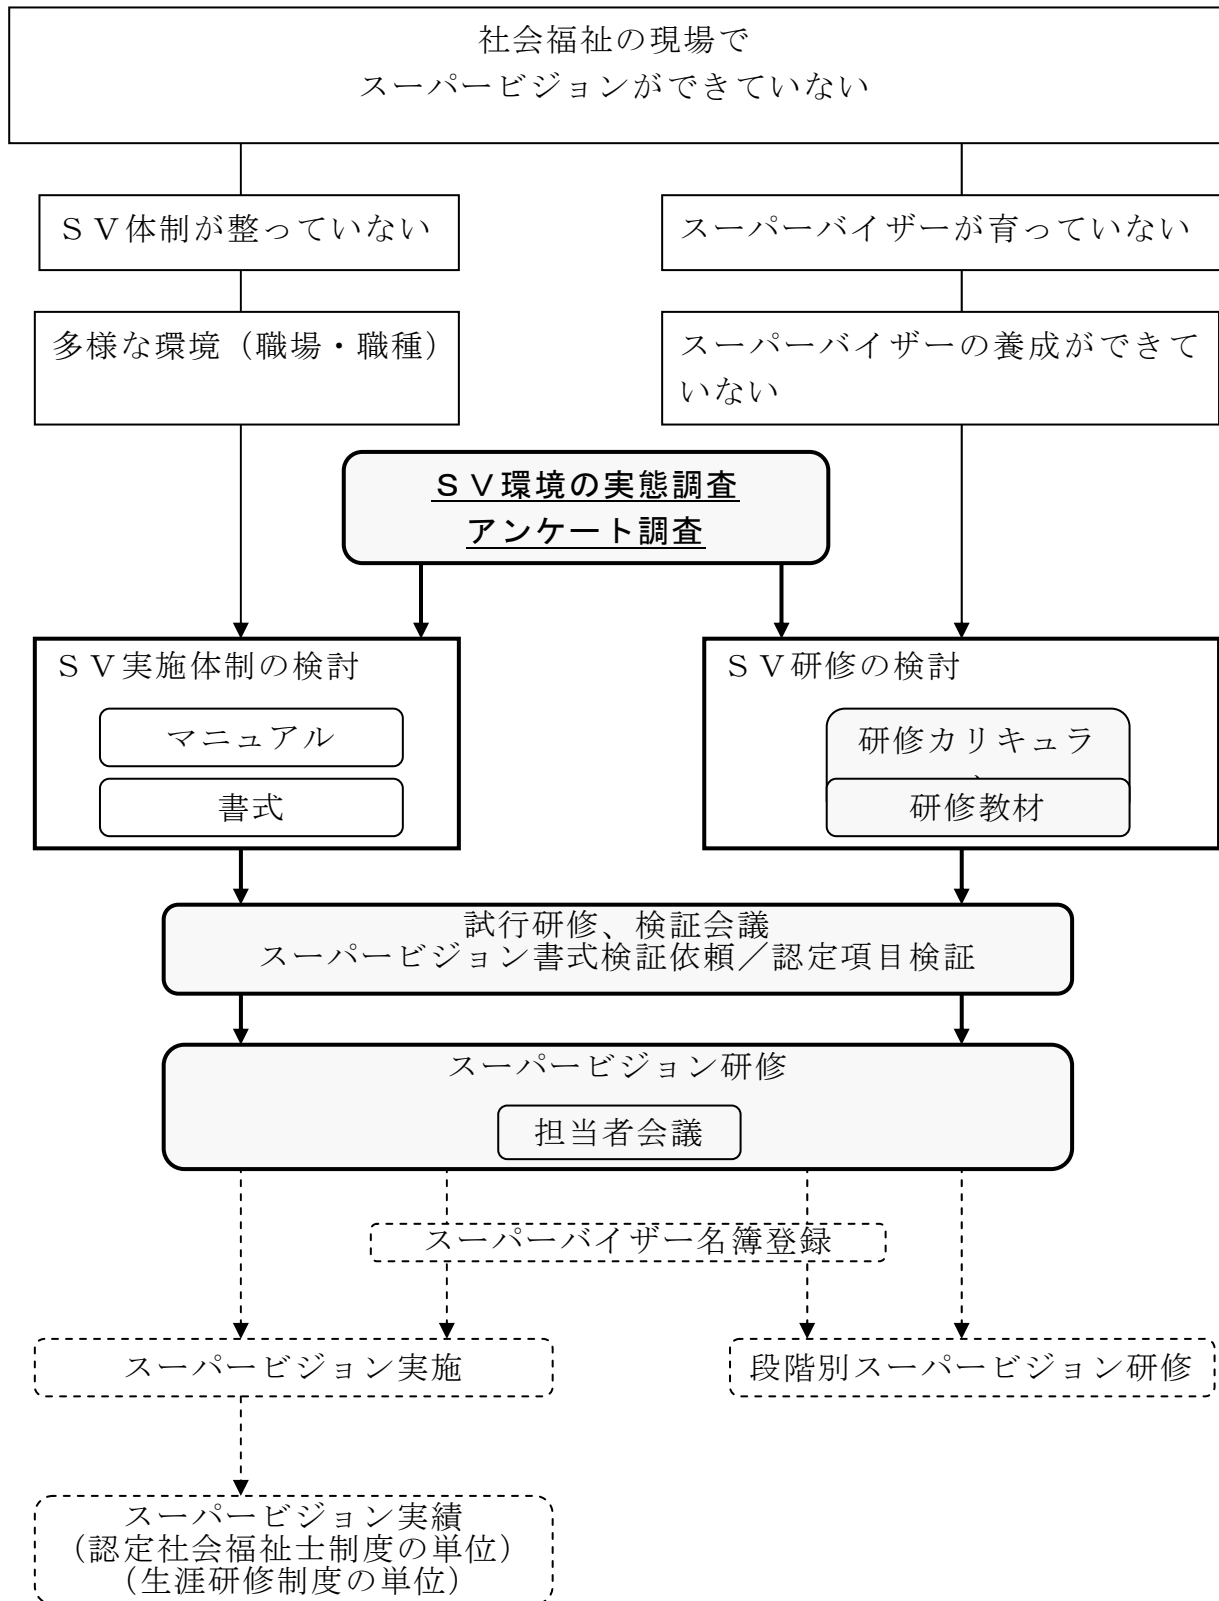 社会福祉の現場で
スーパービジョンができていない
ＳＶ体制が整っていない
スーパーバイザーが育っていない
多様な環境（職場・職種）
スーパーバイザーの養成ができて
いない
ＳＶ環境の実態調査
アンケート調査
ＳＶ実施体制の検討
マニュアル
書式
ＳＶ研修の検討
研修カリキュラ
研修教材
試行研修、検証会議
スーパービジョン書式検証依頼／認定項目検証
スーパービジョン研修
担当者会議
スーパーバイザー名簿登録
スーパービジョン実施
段階別スーパービジョン研修
スーパービジョン実績
（認定社会福祉士制度の単位）
（生涯研修制度の単位）